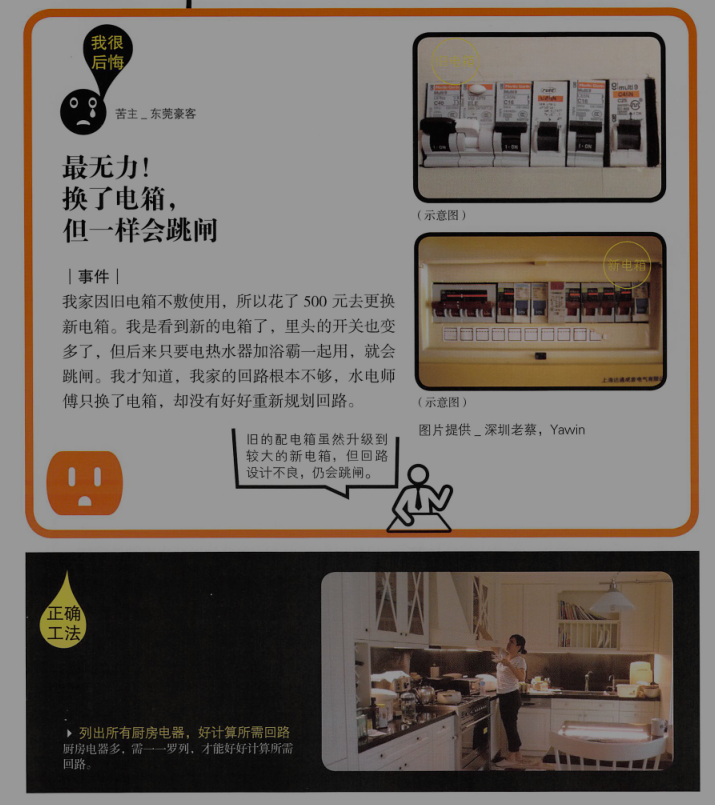 我很
后悔
苦主_东莞豪客
最无力！
换了电箱，
但一样会跳闸
｜事件｜
我家因旧电箱不敷使用，所以花了 500 元去更换
新电箱。我是看到新的电箱了，里头的开关也变
多了，但后来只要电热水器加浴霸一起用，就会
跳闸。我才知道，我家的回路根本不够，水电师
傅只换了电箱，却没有好好重新规划回路。
旧的配电箱虽然升级到
较大的新电箱，但回路
设计不良，仍会跳闸。
（示意图）
新电箱
（示意图）
图片提供_深圳老蔡，Yawin
正确
工法
列出所有厨房电器，好计算所需回路
厨房电器多，需一一罗列，才能好好计算所需
回路。